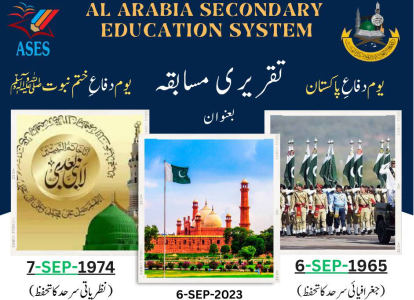 AL ARABIA SECONDARY
EDUCATION SYSTEM
ASES
تقریری مسابقہ
یوم دفاعِ پاکستان
یوم دفاعِ ختم نبوت ﷺ
بعنوان
لا نبی بعدی
7-SEP-1974
(نظریاتی سرحد کا تحفظ)
6-SEP-2023
6-SEP-1965
(جغرافیائی سرحد کا تحفظ)